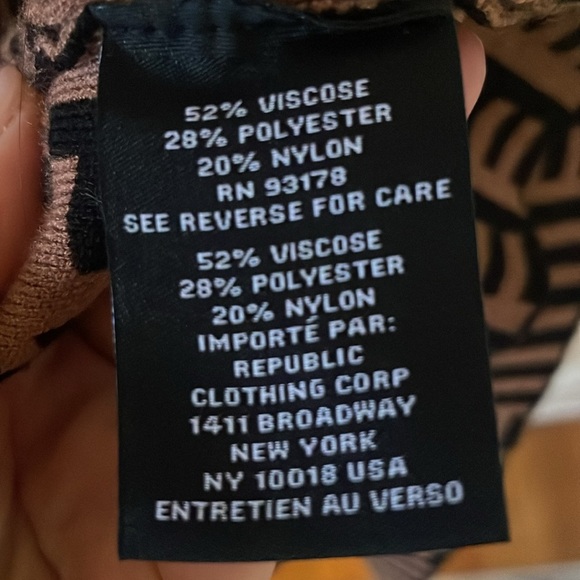 52% VISCOSE
28% POLYESTER
20% NYLON
RN 93178
SEE REVERSE FOR CARE
52% VISCOSE
28% POLYESTER
20% NYLON
IMPORTÉ PAR:
REPUBLIC
CLOTHING CORP
1411 BROADWAY
NEW YORK
NY 10018 USA
ENTRETIEN AU VERSO